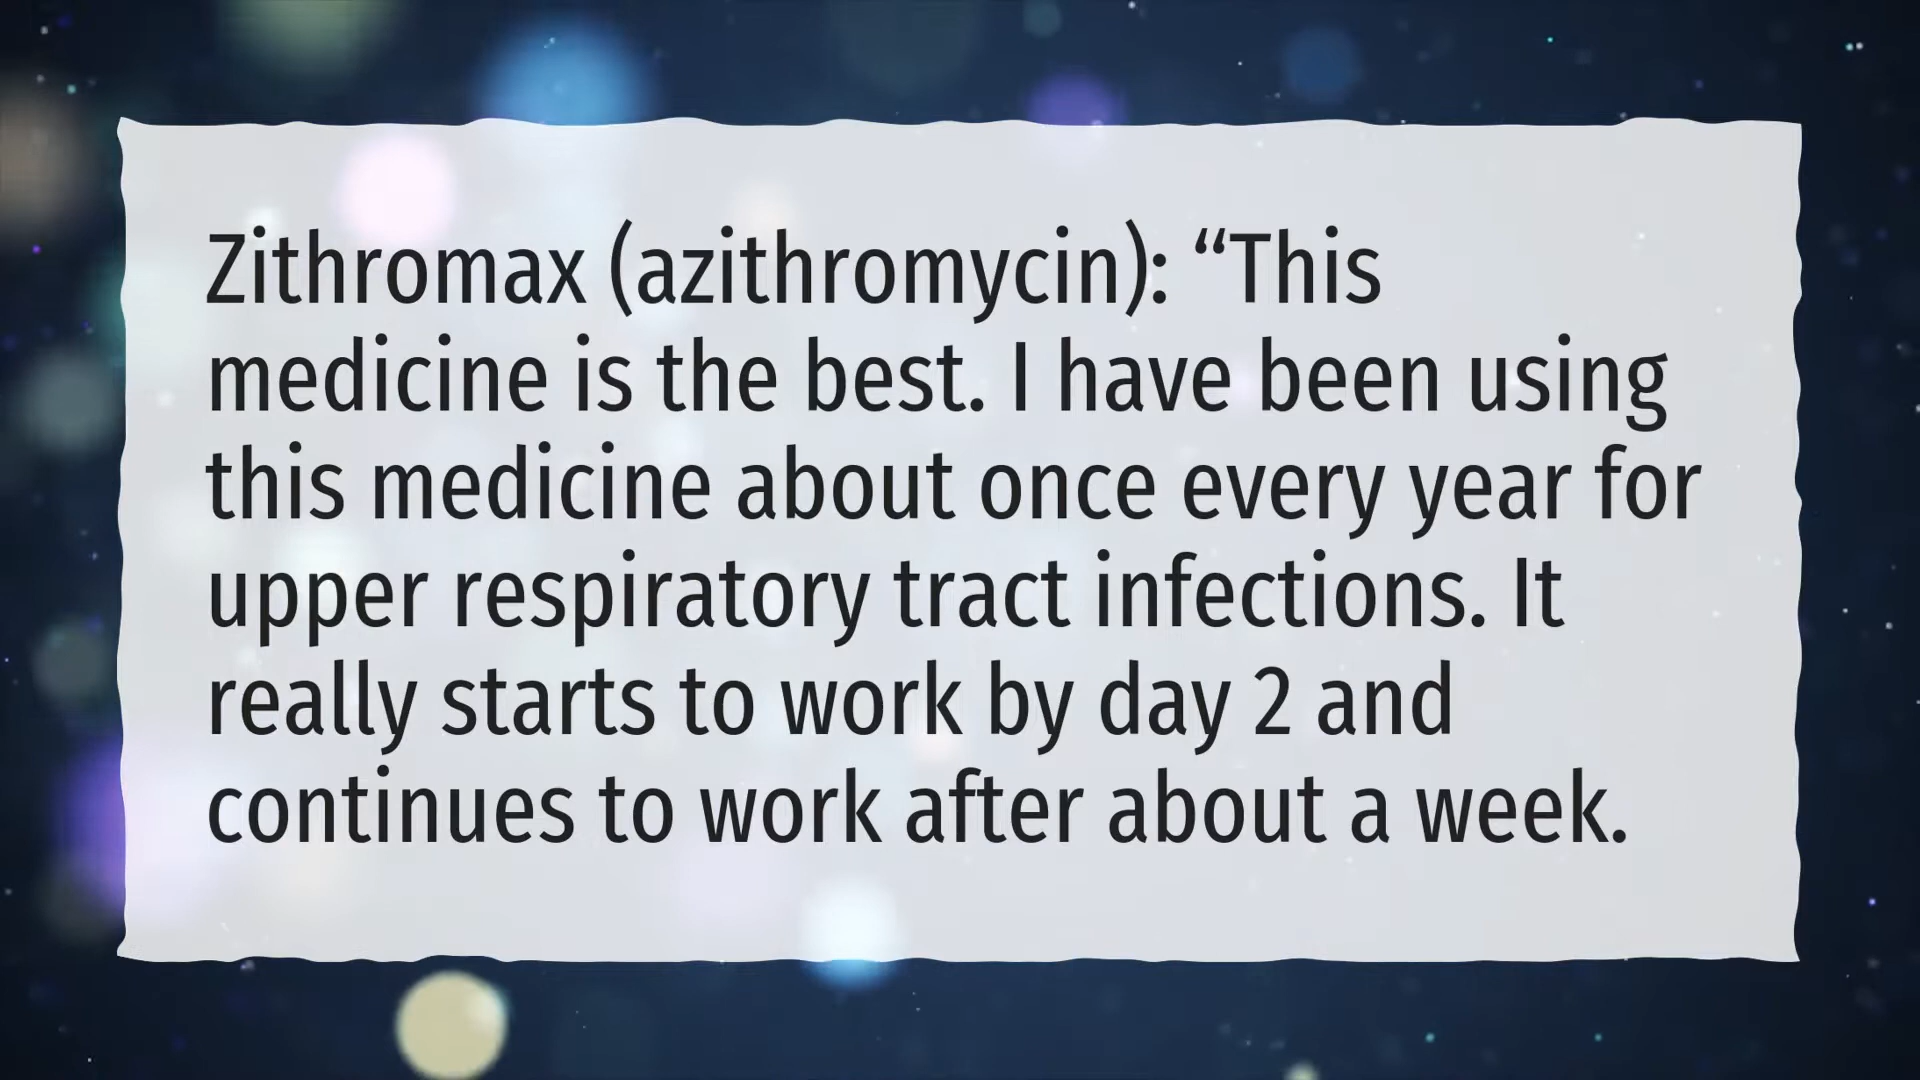 Zithromax (azithromycin): “This
medicine is the best. I have been using
this medicine about once every year for
upper respiratory tract infections. It
really starts to work by day 2 and
continues to work after about a week.